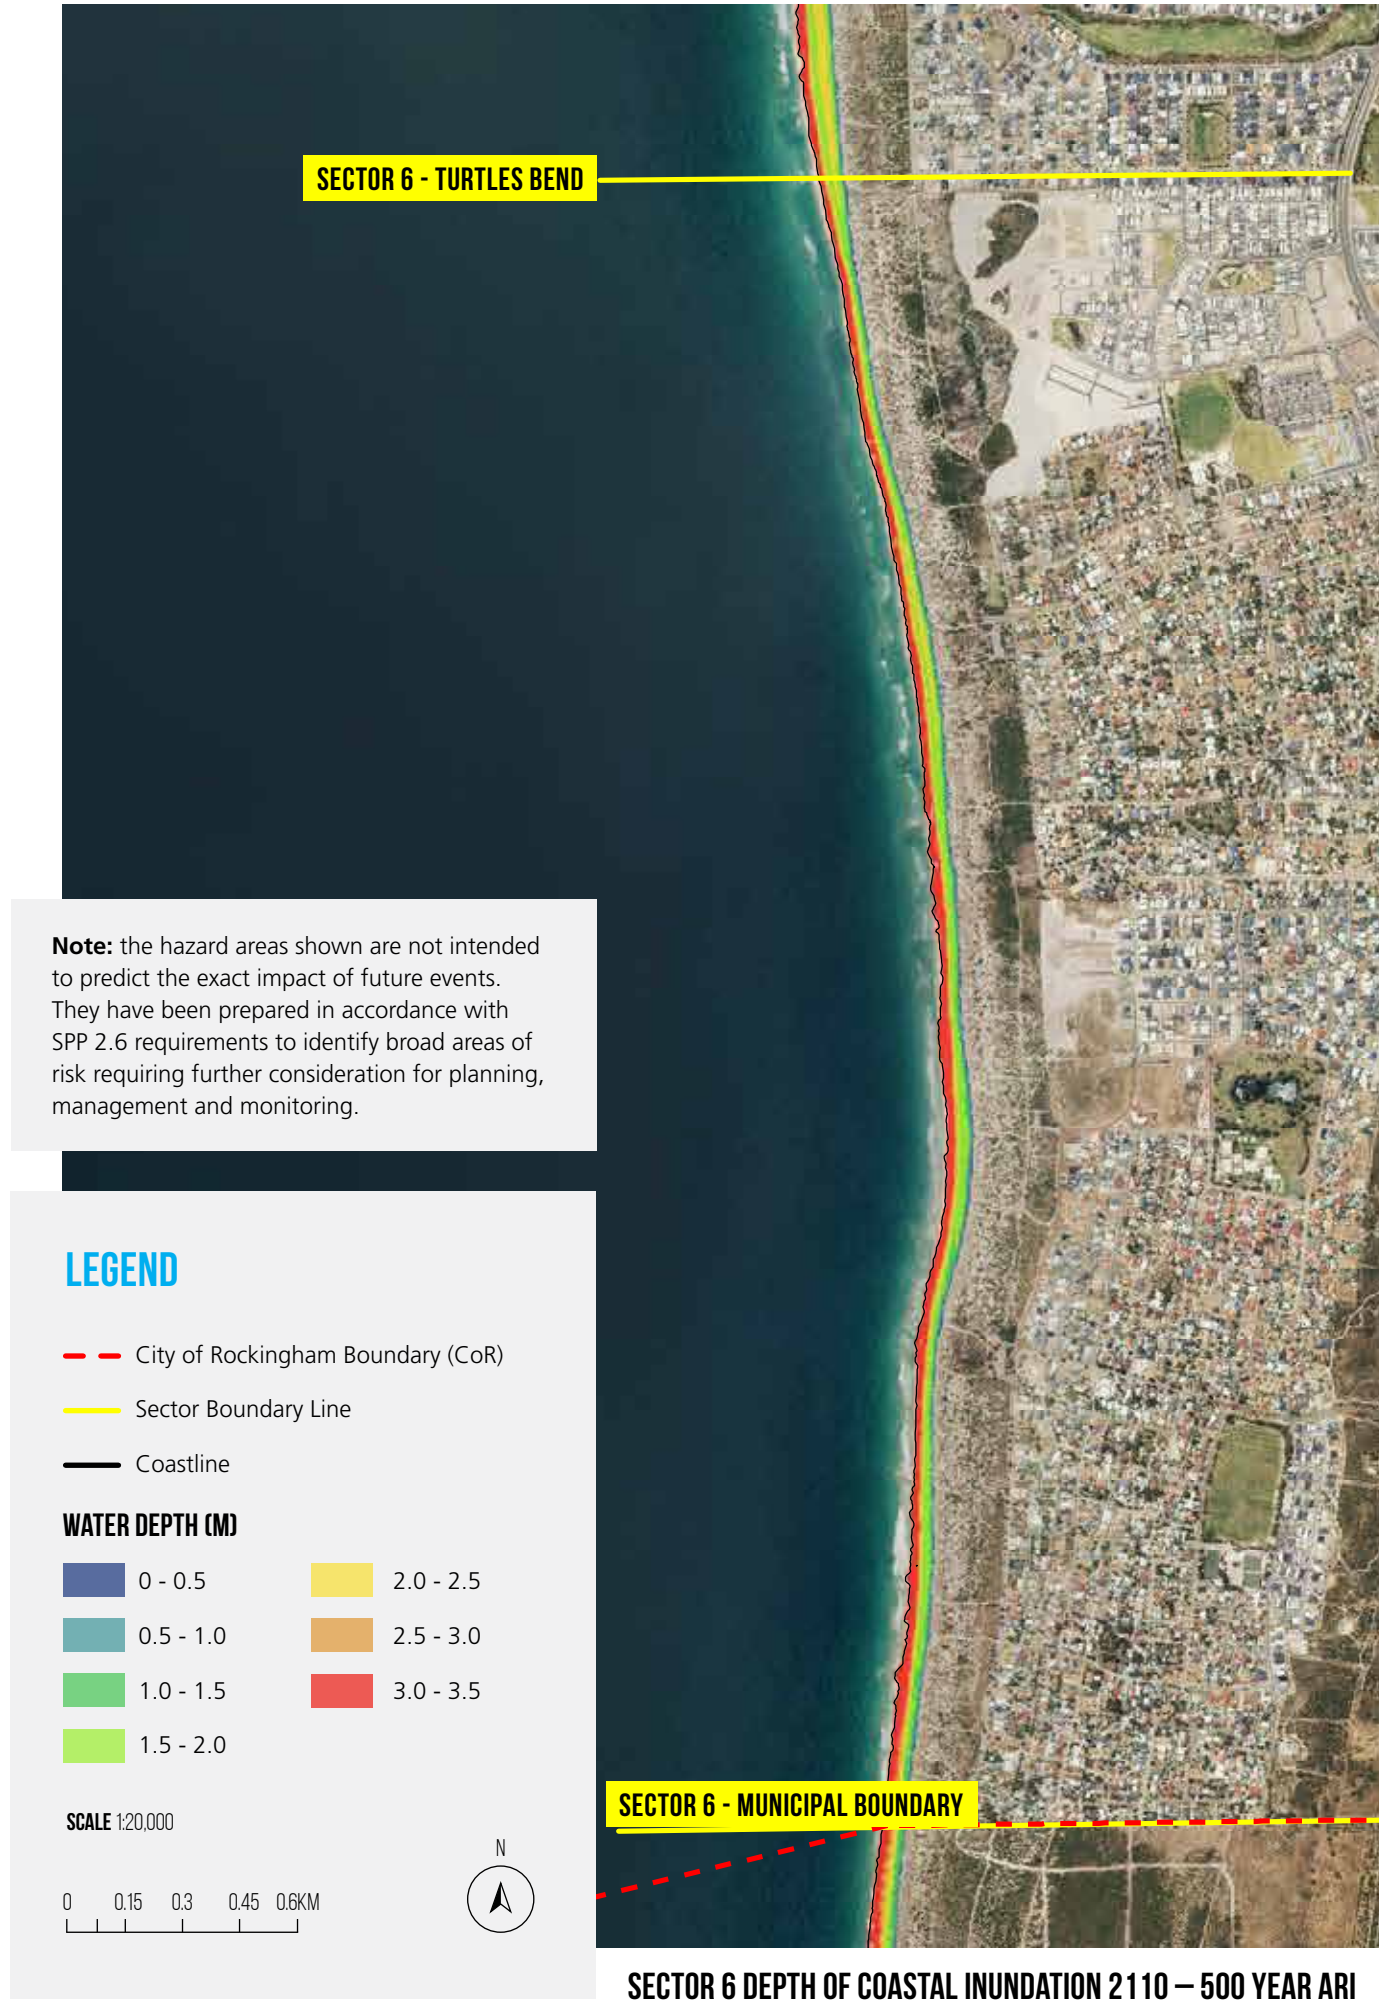 SECTOR 6 - TURTLES BEND
Note: the hazard areas shown are not intended
to predict the exact impact of future events.
They have been prepared in accordance with
SPP 2.6 requirements to identify broad areas of
risk requiring further consideration for planning,
management and monitoring.
LEGEND
City of Rockingham Boundary (CoR)
Sector Boundary Line
Coastline
WATER DEPTH (M)
0 - 0.5
0.5 - 1.0
1.0 - 1.5
1.5 - 2.0
2.0 - 2.5
2.5 - 3.0
3.0 - 3.5
SCALE 1:20,000
N
0 0.15 0.3 0.45 0.6KM
SECTOR 6 - MUNICIPAL BOUNDARY
SECTOR 6 DEPTH OF COASTAL INUNDATION 2110 – 500 YEAR ARI